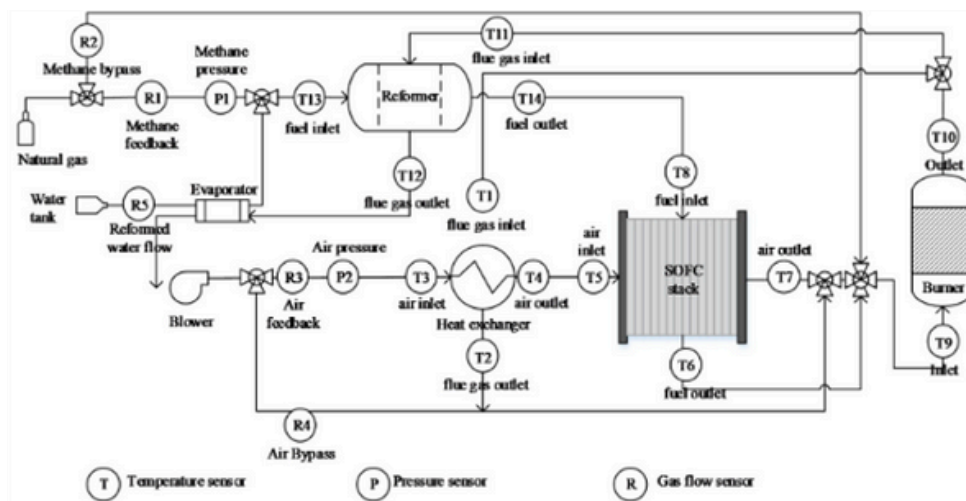 R2
T11
flue gas inlet
Methane bypass
Methane
pressure
R1
P1
T13
Reformer
T14
Methane
feedback
fuel inlet
fuel outlet
Natural gas
T10
Outlet
T12
flue gas outlet
T1
flue gas inlet
T8
fuel inlet
Water
tank
R5
Evaporator
Reformed
water flow
Air pressure
air
inlet
air outlet
Blower
R3
P2
T3
T4
T5
SOFC
stack
T7
Burner
Air
feedback
air inlet
air outlet
Heat exchanger
T2
flue gas outlet
T6
fuel outlet
T9
Inlet
R4
Air Bypass
T
Temperature sensor
P
Pressure sensor
R
Gas flow sensor